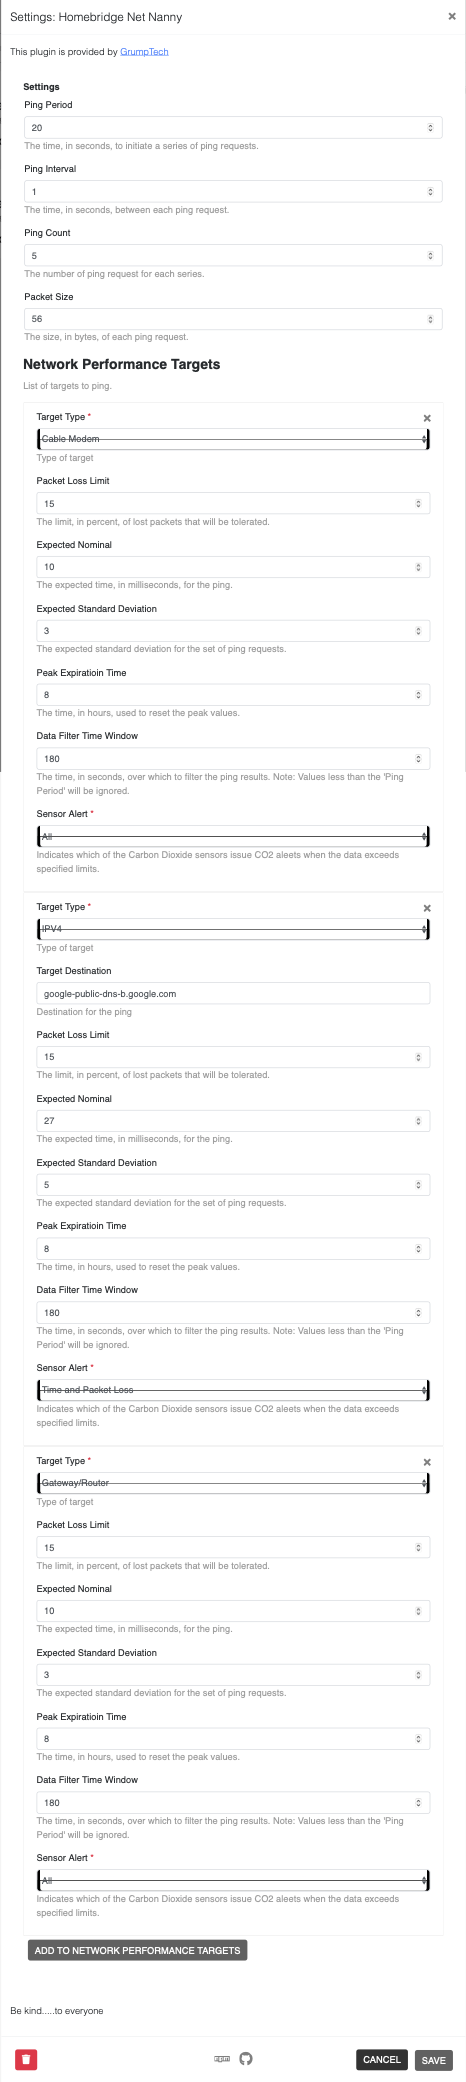 Settings: Homebridge Net Nanny
This plugin is provided by GrumpTech
Settings
Ping Period
20
The time, in seconds, to initiate a series of ping requests.
Ping Interval
1
The time, in seconds, between each ping request.
Ping Count
5
The number of ping request for each series.
Packet Size
56
The size, in bytes, of each ping request.
Network Performance Targets
List of targets to ping.
Target Type *
Cable Modem
Type of target
Packet Loss Limit
15
The limit, in percent, of lost packets that will be tolerated.
Expected Nominal
10
The expected time, in milliseconds, for the ping.
Expected Standard Deviation
3
The expected standard deviation for the set of ping requests.
Peak Expiratioin Time
8
The time, in hours, used to reset the peak values.
Data Filter Time Window
180
The time, in seconds, over which to filter the ping results. Note: Values less than the 'Ping
Period' will be ignored.
Sensor Alert *
All
Indicates which of the Carbon Dioxide sensors issue CO2 aleets when the data exceeds
specified limits.
Target Type *
IPV4
Type of target
Target Destination
google-public-dns-b.google.com
Destination for the ping
Packet Loss Limit
15
The limit, in percent, of lost packets that will be tolerated.
Expected Nominal
27
The expected time, in milliseconds, for the ping.
Expected Standard Deviation
5
The expected standard deviation for the set of ping requests.
Peak Expiratioin Time
8
The time, in hours, used to reset the peak values.
Data Filter Time Window
180
The time, in seconds, over which to filter the ping results. Note: Values less than the 'Ping
Period' will be ignored.
Sensor Alert *
Time and Packet Loss
Indicates which of the Carbon Dioxide sensors issue CO2 aleets when the data exceeds
specified limits.
Target Type *
Gateway/Router
Type of target
Packet Loss Limit
15
The limit, in percent, of lost packets that will be tolerated.
Expected Nominal
10
The expected time, in milliseconds, for the ping.
Expected Standard Deviation
3
The expected standard deviation for the set of ping requests.
Peak Expiratioin Time
8
The time, in hours, used to reset the peak values.
Data Filter Time Window
180
The time, in seconds, over which to filter the ping results. Note: Values less than the 'Ping
Period' will be ignored.
Sensor Alert *
All
Indicates which of the Carbon Dioxide sensors issue CO2 aleets when the data exceeds
specified limits.
ADD TO NETWORK PERFORMANCE TARGETS
Be kind.....to everyone
npm
CANCEL
SAVE